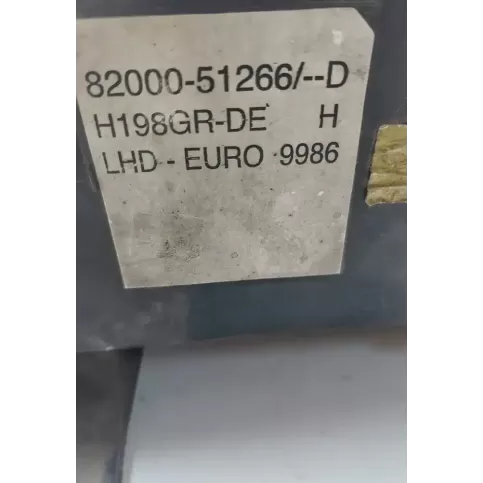 82000-51266/--D
H198GR-DE H
LHD - EURO 9986